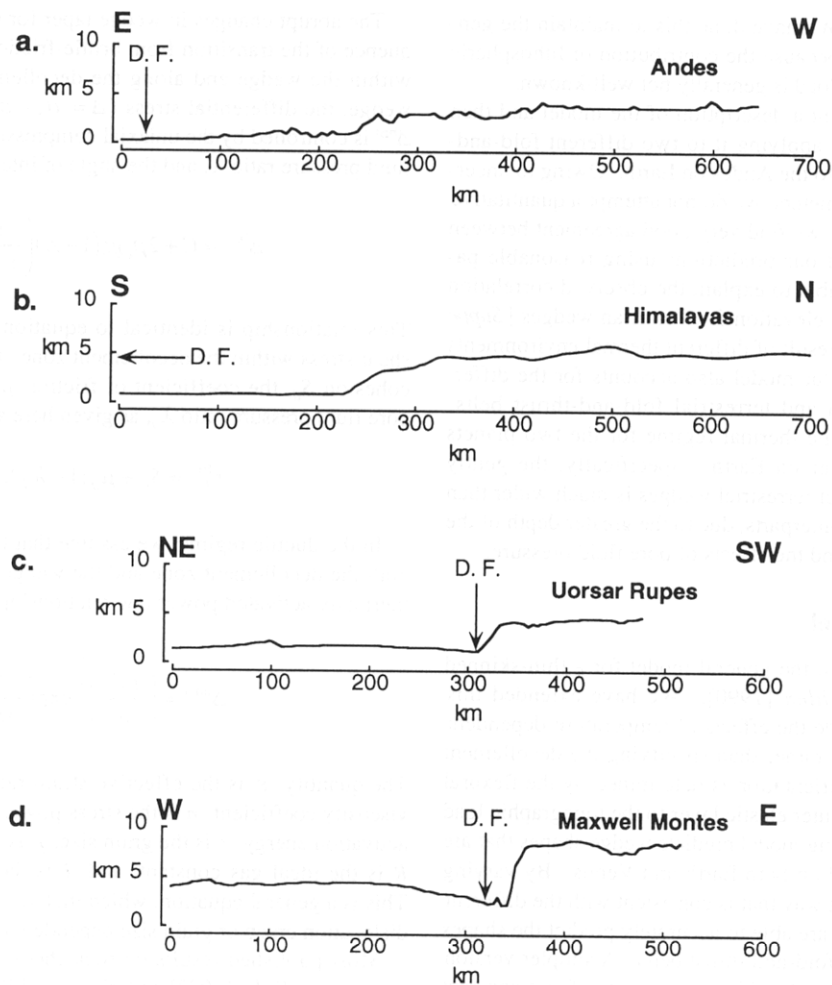 a. E W
10
D. F. Andes
km 5
0
0 100 200 300 400 500 600 700
km
b. S N
10
Himalayas
km 5 D. F.
0
0 100 200 300 400 500 600 700
km
c. NE SW
10
D. F.
Uorsar Rupes
km 5
0
0 100 200 300 400 500 600
km
d. W E
10
D. F. Maxwell Montes
km 5
0
0 100 200 300 400 500 600
km